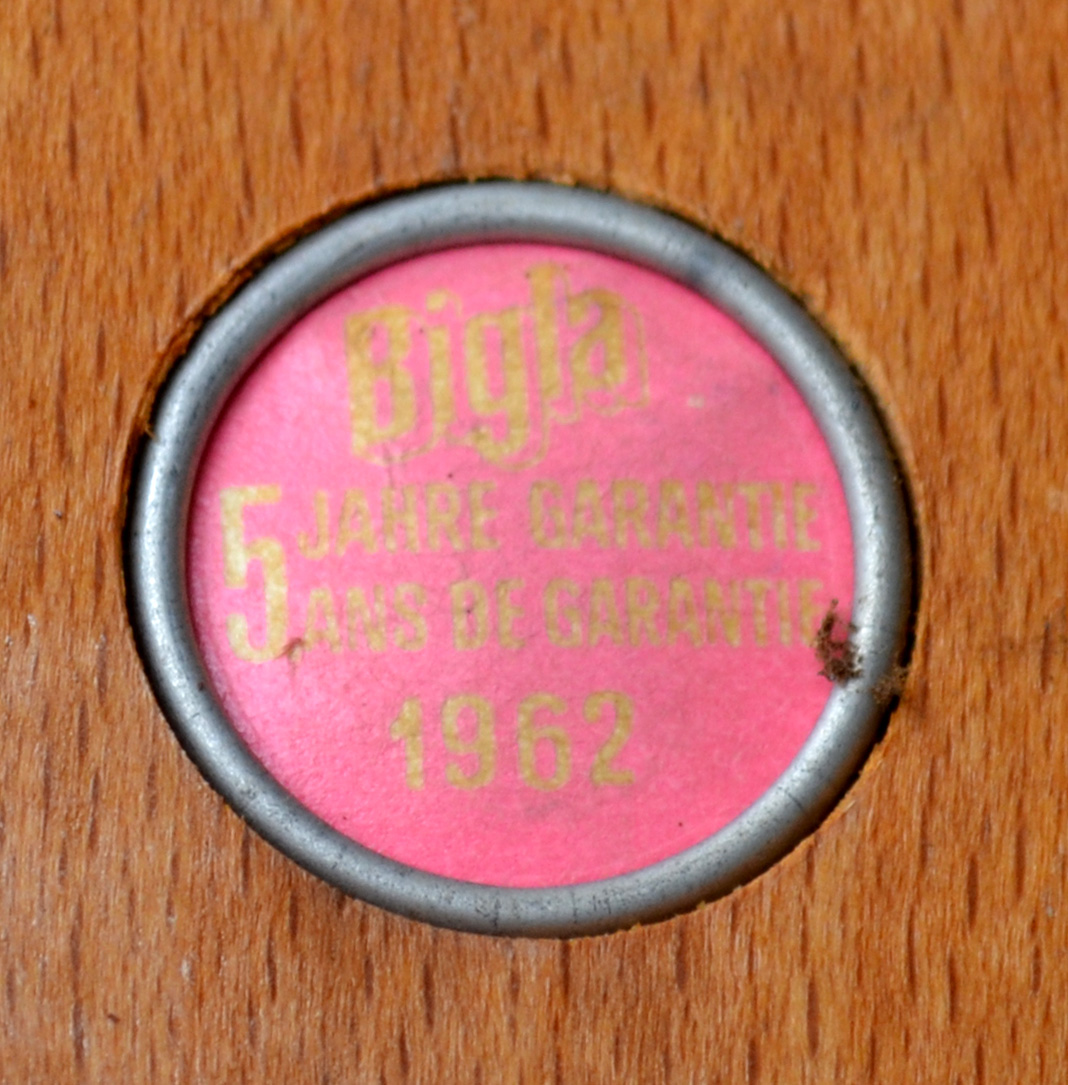 Bigla
5 JAHRE GARANTIE
ANS DE GARANTIE
1962